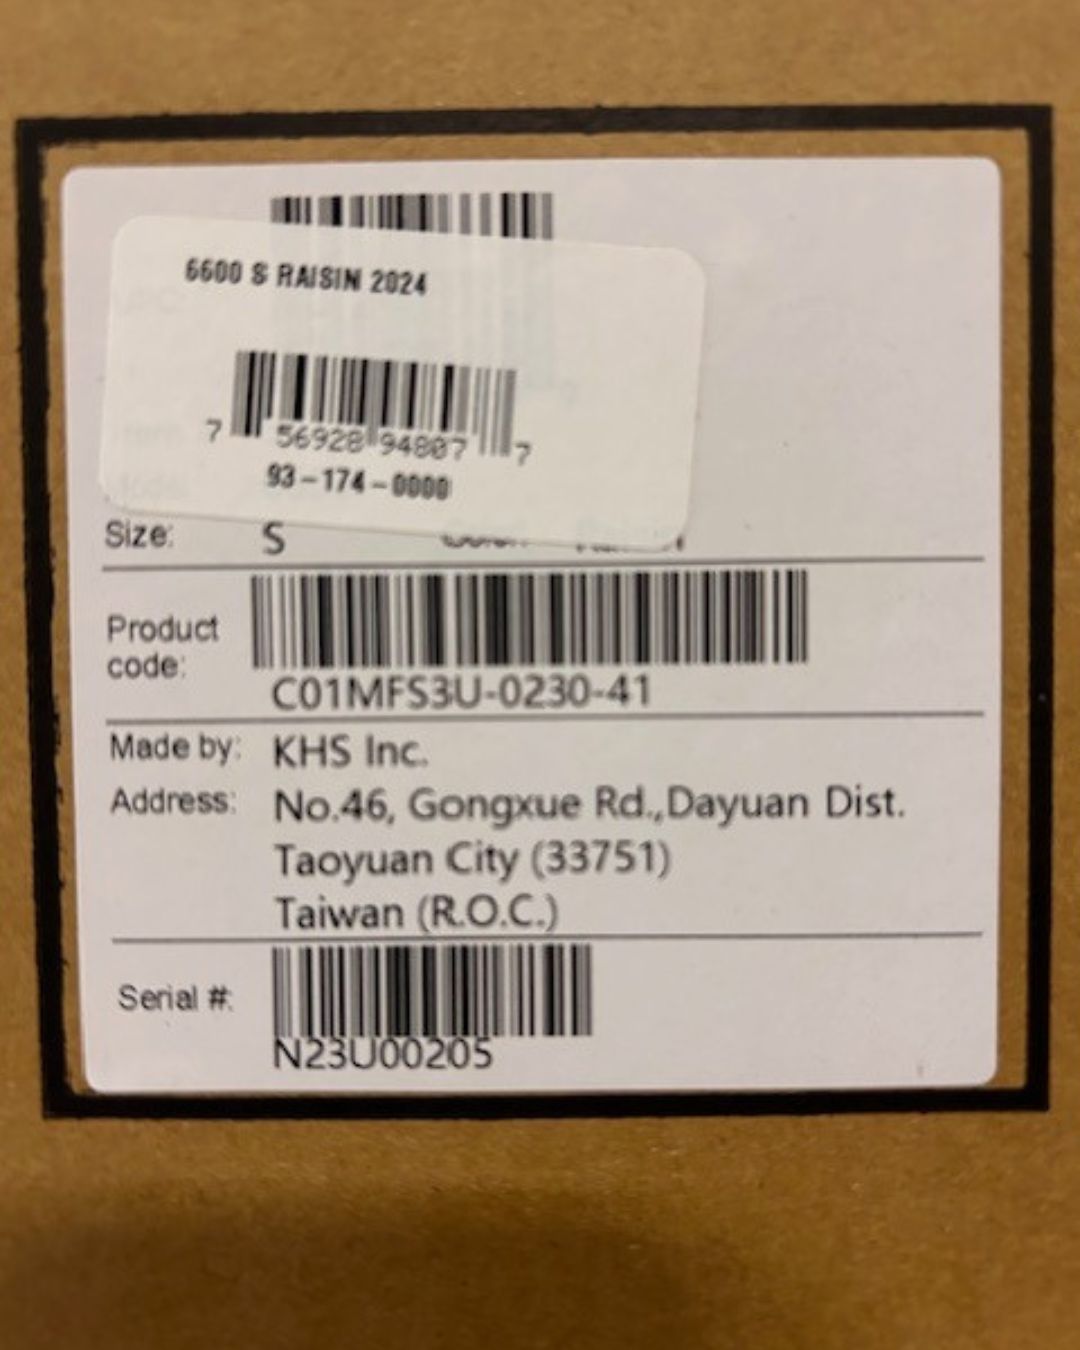 6600 S RAISIN 2024
7 56928 94807 7
93-174-0000
Size: S
Product
code:
C01MFS3U-0230-41
Made by: KHS Inc.
Address: No.46, Gongxue Rd.,Dayuan Dist.
Taoyuan City (33751)
Taiwan (R.O.C.)
Serial #:
N23U00205